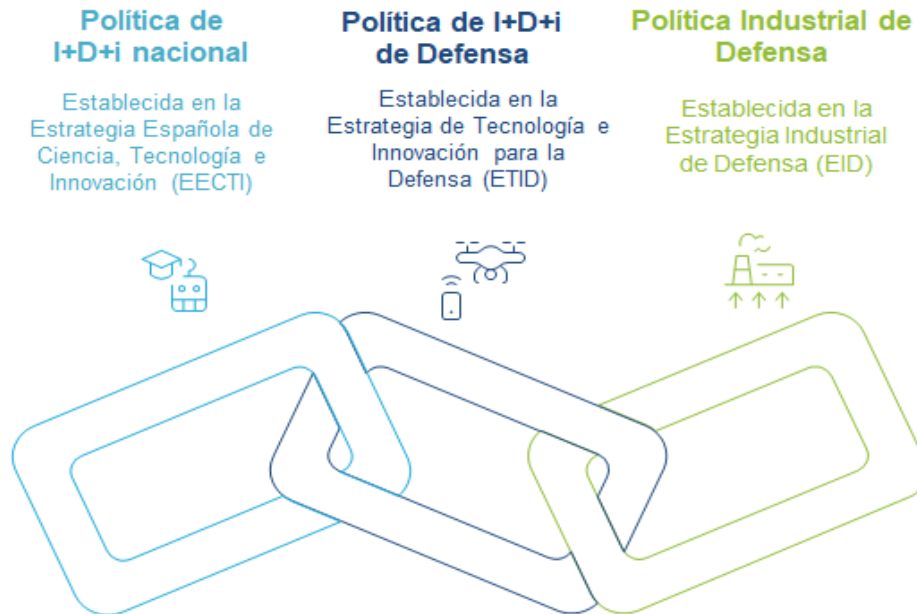 Política de
I+D+i nacional
Establecida en la
Estrategia Española de
Ciencia, Tecnología e
Innovación (EECTI)
Política de I+D+i
de Defensa
Establecida en la
Estrategia de Tecnología e
Innovación para la
Defensa (ETID)
Política Industrial de
Defensa
Establecida en la
Estrategia Industrial
de Defensa (EID)